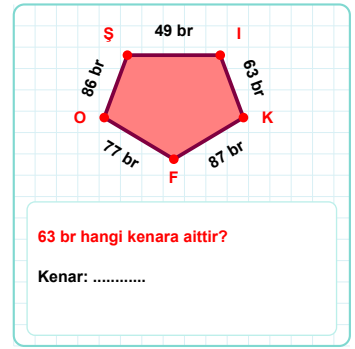 49 br
Ş I
86 br 63 br
O K
77 br 87 br
F
63 br hangi kenara aittir?
Kenar: ............